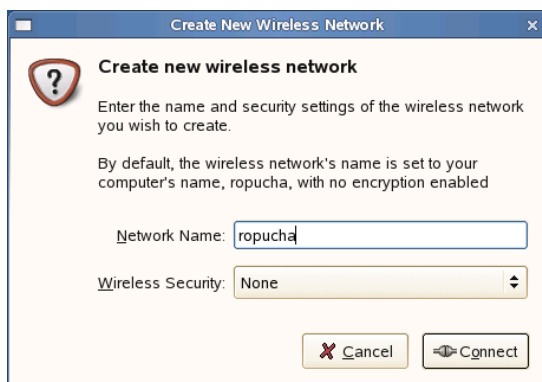 Create New Wireless Network
Create new wireless network
Enter the name and security settings of the wireless network
you wish to create.
By default, the wireless network's name is set to your
computer's name, ropucha, with no encryption enabled
Network Name: ropucha
Wireless Security: None
Cancel Connect